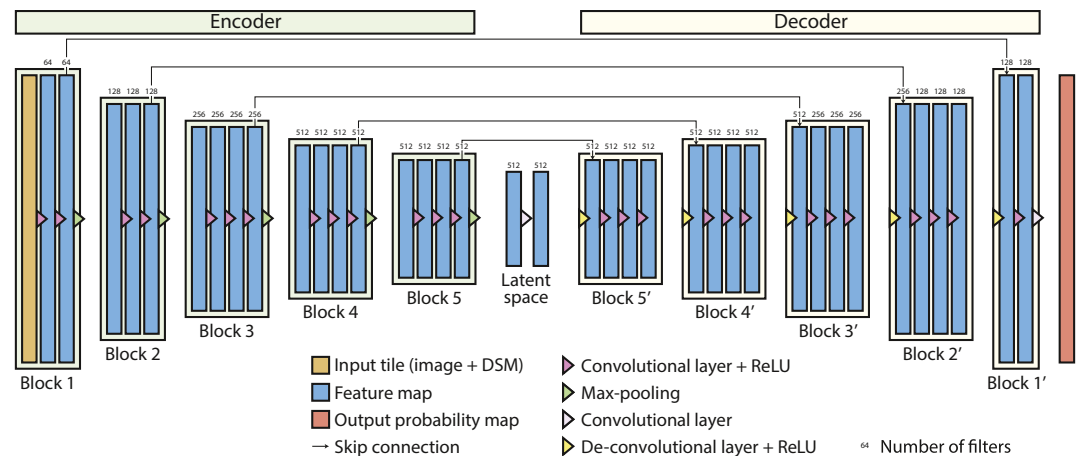 Encoder
Decoder
64 64
128 128 128
256 256 256 256
512 512 512 512
512 512 512 512
512 512
512 512 512 512
512 512 512 512
512 256 256 256
256 128 128 128
128 128
Block 1
Block 2
Block 3
Block 4
Block 5
Latent
space
Block 5'
Block 4'
Block 3'
Block 2'
Block 1'
Input tile (image + DSM)
Feature map
Output probability map
Skip connection
Convolutional layer + ReLU
Max-pooling
Convolutional layer
De-convolutional layer + ReLU
64 Number of filters